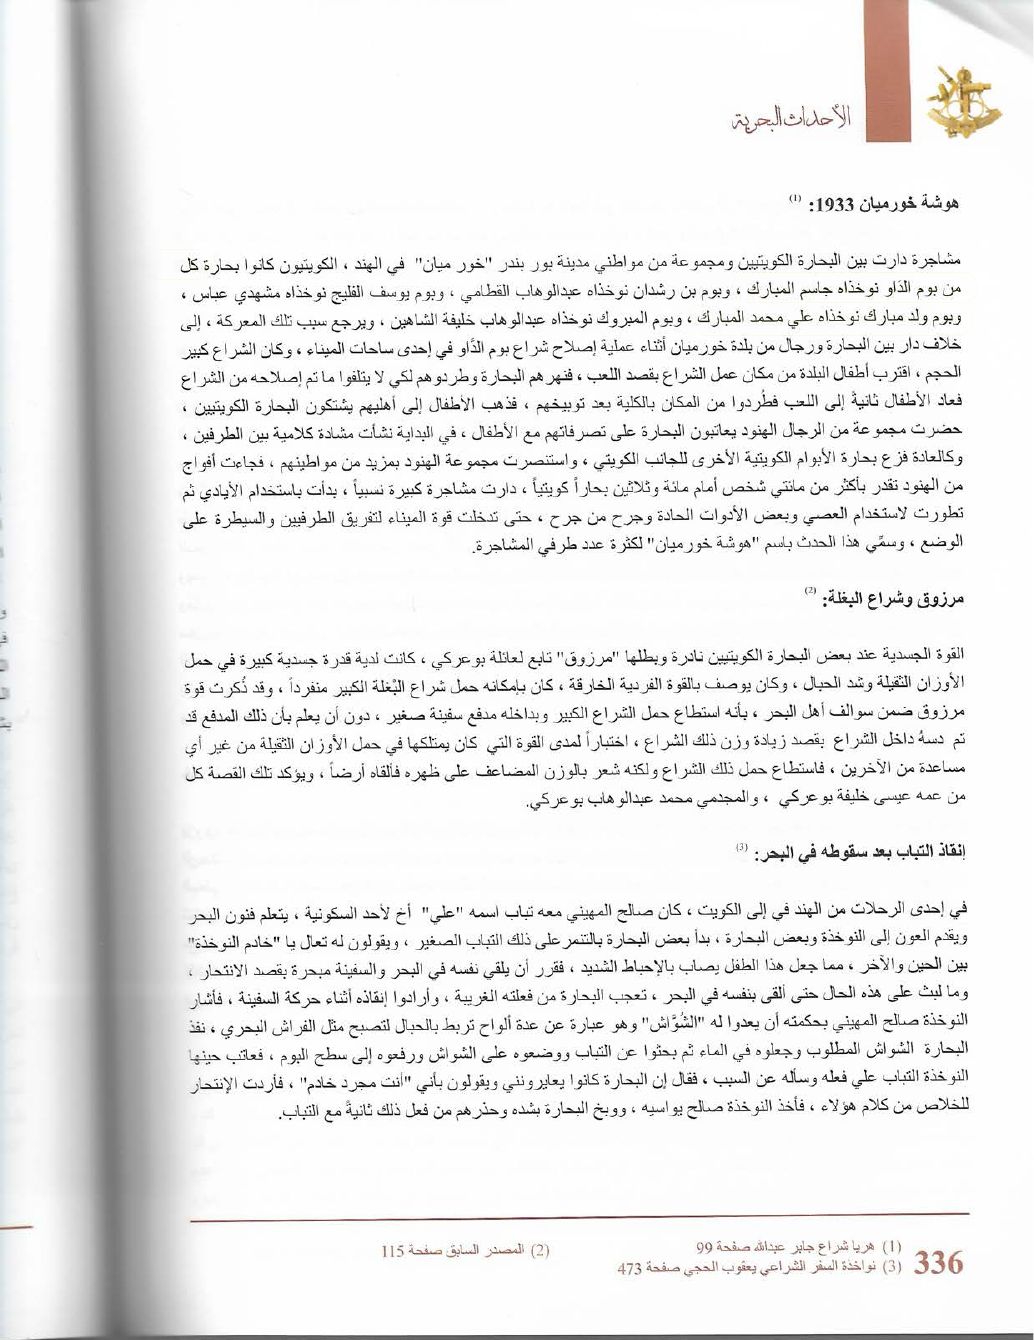 الأحداث البحرية
هوشة خورميان 1933: (1)
مشاجرة دارت بين البحارة الكويتيين ومجموعة من مواطني مدينة بور بندر "خور ميان" في الهند ، الكويتيون كانوا بحارة كل
من بوم الداو نوخذاه جاسم المبارك ، وبوم بن رشدان نوخذاه عبدالوهاب القطامي ، وبوم يوسف الفليج نوخذاه مشهدي عباس ،
وبوم ولد مبارك نوخذاه علي محمد المبارك ، وبوم المبروك نوخذاه عبدالوهاب خليفة الشاهين ، ويرجع سبب تلك المعركة ، إلى
خلاف دار بين البحارة ورجال من بلدة خورميان أثناء عملية إصلاح شراع بوم الداو في إحدى ساحات الميناء ، وكان الشراع كبير
الحجم ، اقترب أطفال البلدة من مكان عمل الشراع بقصد اللعب ، فنهرهم البحارة وطردوهم لكي لا يتلفوا ما تم إصلاحه من الشراع
فعاد الأطفال ثانيةً إلى اللعب فطُردوا من المكان بالكلية بعد توبيخهم ، فذهب الأطفال إلى أهليهم يشتكون البحارة الكويتيين ،
حضرت مجموعة من الرجال الهنود يعاتبون البحارة على تصرفاتهم مع الأطفال ، في البداية نشأت مشادة كلامية بين الطرفين ،
وكالعادة فزع بحارة الأبوام الكويتية الأخرى للجانب الكويتي ، واستنصرت مجموعة الهنود بمزيد من مواطنيهم ، فجاءت أفواج
من الهنود تقدر بأكثر من مائتي شخص أمام مائة وثلاثين بحاراً كويتياً ، دارت مشاجرة كبيرة نسبياً ، بدأت باستخدام الأيادي ثم
تطورت لاستخدام العصي وبعض الأدوات الحادة وجرح من جرح ، حتى تدخلت قوة الميناء لتفريق الطرفيين والسيطرة على
الوضع ، وسمّي هذا الحدث باسم "هوشة خورميان" لكثرة عدد طرفي المشاجرة.
مرزوق وشراع البغلة: (2)
القوة الجسدية عند بعض البحارة الكويتيين نادرة وبطلها "مرزوق" تابع لعائلة بوعركي ، كانت لدية قدرة جسدية كبيرة في حمل
الأوزان الثقيلة وشد الحبال ، وكان يوصف بالقوة الفردية الخارقة ، كان بإمكانه حمل شراع البْغلة الكبير منفرداً ، وقد ذُكرت قوة
مرزوق ضمن سوالف أهل البحر ، بأنه استطاع حمل الشراع الكبير وبداخله مدفع سفينة صغير ، دون أن يعلم بأن ذلك المدفع قد
تم دسهُ داخل الشراع بقصد زيادة وزن ذلك الشراع ، اختباراً لمدى القوة التي كان يمتلكها في حمل الأوزان الثقيلة من غير أي
مساعدة من الآخرين ، فاستطاع حمل ذلك الشراع ولكنه شعر بالوزن المضاعف على ظهره فألقاه أرضاً ، ويؤكد تلك القصة كل
من عمه عيسى خليفة بوعركي ، والمجدمي محمد عبدالوهاب بوعركي.
إنقاذ التباب بعد سقوطه في البحر: (3)
في إحدى الرحلات من الهند في إلى الكويت ، كان صالح المهيني معه تباب اسمه "علي" أخ لأحد السكونية ، يتعلم فنون البحر
ويقدم العون إلى النوخذة وبعض البحارة ، بدأ بعض البحارة بالتنمر على ذلك التباب الصغير ، ويقولون له تعال يا "خادم النوخذة"
بين الحين والآخر ، مما جعل هذا الطفل يصاب بالإحباط الشديد ، فقرر أن يلقي نفسه في البحر والسفينة مبحرة بقصد الانتحار ،
وما لبث على هذه الحال حتى ألقى بنفسه في البحر ، تعجب البحارة من فعلته الغريبة ، وأرادوا إنقاذه أثناء حركة السفينة ، فأشار
النوخذة صالح المهيني بحكمته أن يعدوا له "الشُوَّاش" وهو عبارة عن عدة ألواح تربط بالحبال لتصبح مثل الفراش البحري ، نفذ
البحارة الشواش المطلوب وجعلوه في الماء ثم بحثوا عن التباب ووضعوه على الشواش ورفعوه إلى سطح البوم ، فعاتب حينها
النوخذة التباب علي فعله وسأله عن السبب ، فقال إن البحارة كانوا يعايرونني ويقولون بأني "أنت مجرد خادم" ، فأردت الإنتحار
للخلاص من كلام هؤلاء ، فأخذ النوخذة صالح يواسيه ، ووبخ البحارة بشده وحذرهم من فعل ذلك ثانيةً مع التباب.
(1) هريا شراع جابر عبدالله صفحة 99
(2) المصدر السابق صفحة 115
(3) نواخذة السفر الشراعي يعقوب الحجي صفحة 473
336